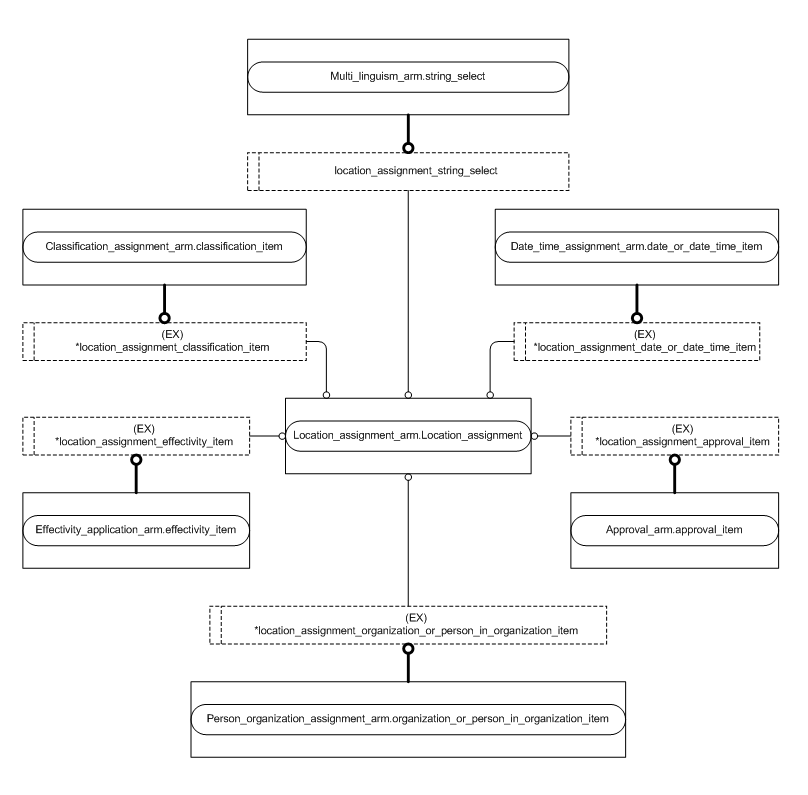 Multi_linguism_arm.string_select
location_assignment_string_select
Classification_assignment_arm.classification_item
Date_time_assignment_arm.date_or_date_time_item
(EX)
*location_assignment_classification_item
(EX)
*location_assignment_date_or_date_time_item
(EX)
*location_assignment_effectivity_item
Location_assignment_arm.Location_assignment
(EX)
*location_assignment_approval_item
Effectivity_application_arm.effectivity_item
Approval_arm.approval_item
(EX)
*location_assignment_organization_or_person_in_organization_item
Person_organization_assignment_arm.organization_or_person_in_organization_item